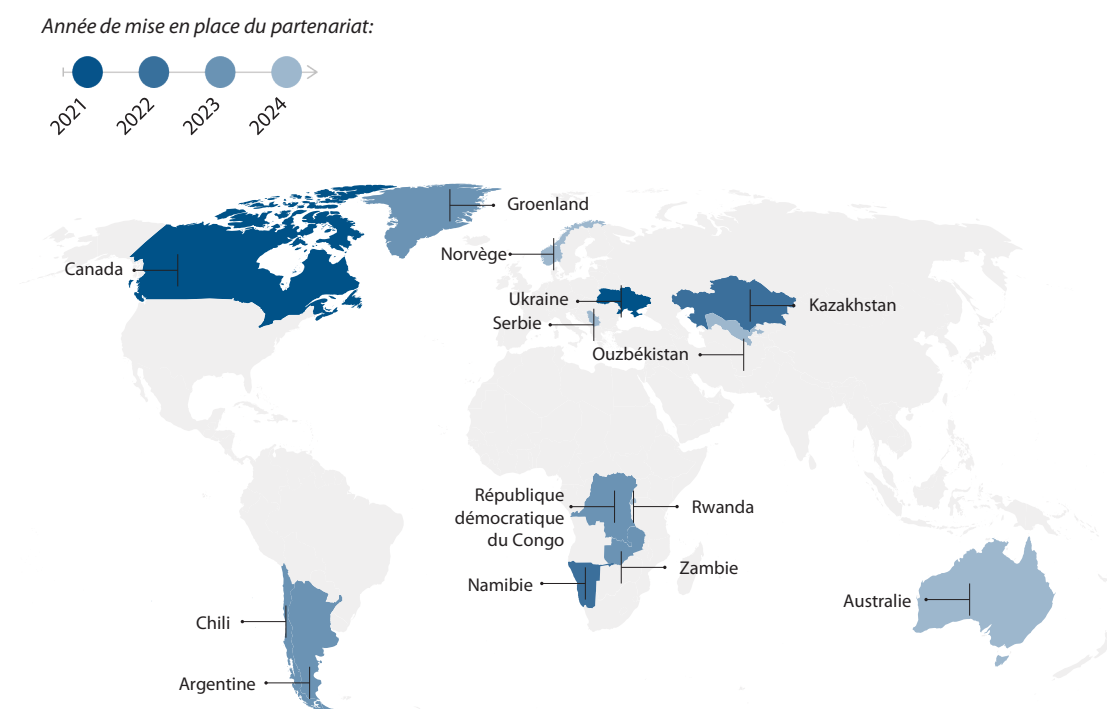 Année de mise en place du partenariat:
2021
2022
2023
2024
Groenland
Norvège
Canada
Ukraine
Kazakhstan
Serbie
Ouzbékistan
République
démocratique
du Congo
Rwanda
Zambie
Namibie
Australie
Chili
Argentine